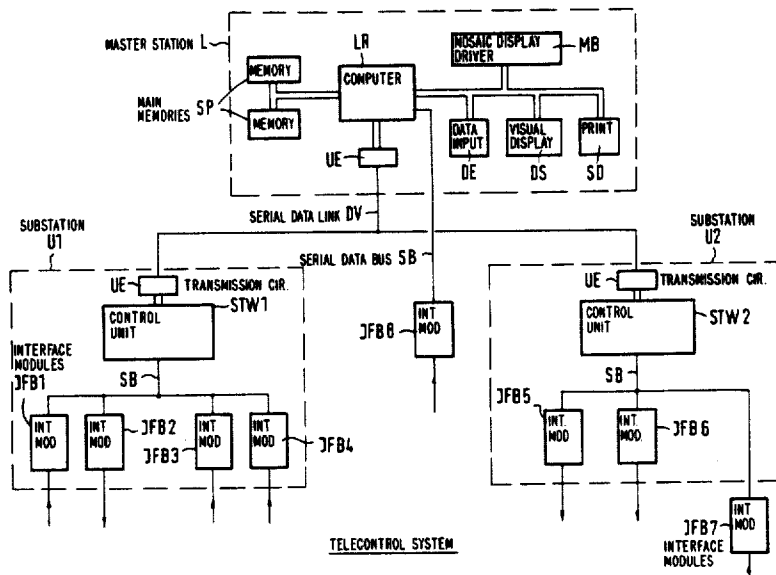 MASTER STATION L
LR
MOSAIC DISPLAY
DRIVER
MB
MEMORY
COMPUTER
MAIN
MEMORIES SP
MEMORY
DATA
INPUT
VISUAL
DISPLAY
PRINT
UE
DE
DS
SD
SERIAL DATA LINK DV
SUBSTATION
U1
SERIAL DATA BUS SB
SUBSTATION
U2
UE
TRANSMISSION CIR.
STW1
CONTROL
UNIT
UE
TRANSMISSION CIR.
CONTROL
UNIT
STW2
INT
MOD
JFB8
INTERFACE
MODULES
JFB1
SB
SB
INT
MOD
INT
MOD
JFB2
JFB3
INT
MOD
INT
MOD
JFB4
JFB5
INT.
MOD
INT.
MOD
JFB6
INT
MOD
JFB7
INTERFACE
MODULES
TELECONTROL SYSTEM